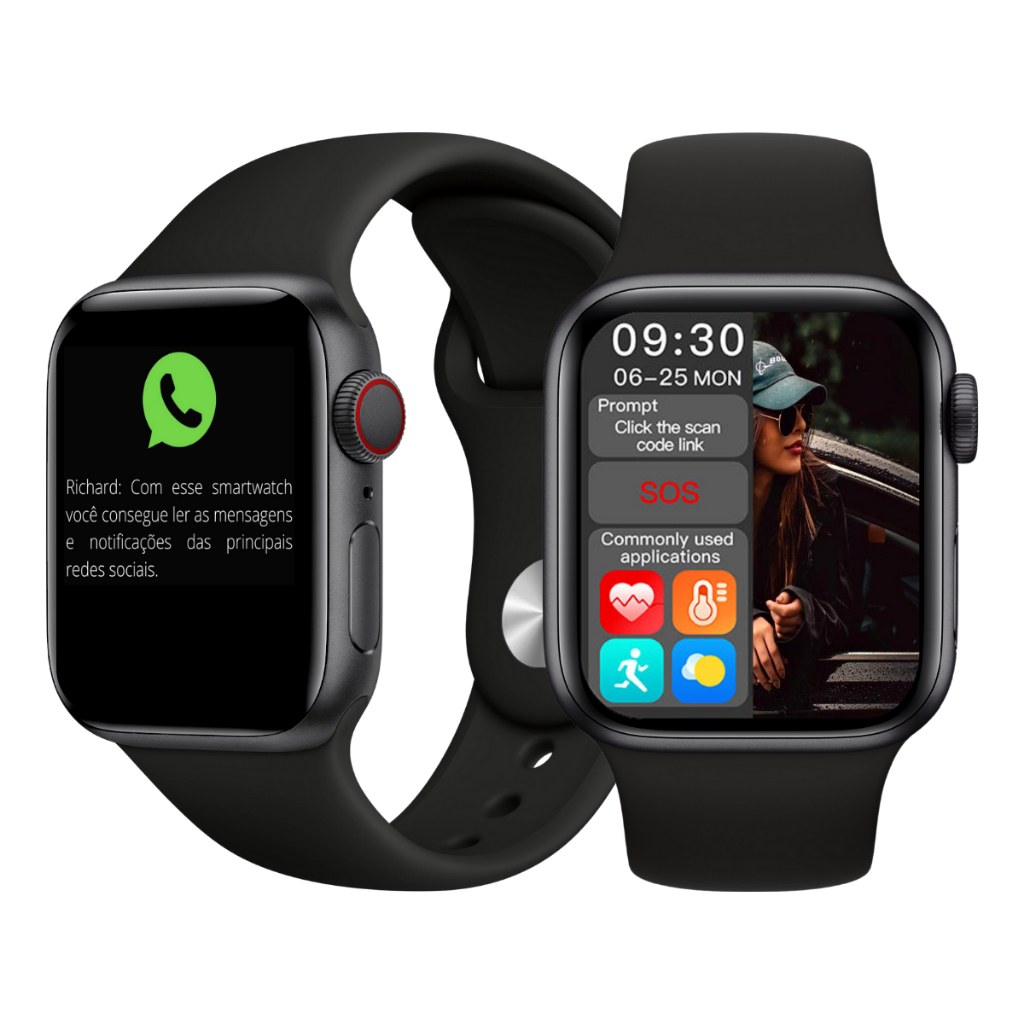 Richard: Com esse smartwatch
você consegue ler as mensagens
e notificações das principais
redes sociais.
09:30
06-25 MON
Prompt
Click the scan
code link
SOS
Commonly used
applications